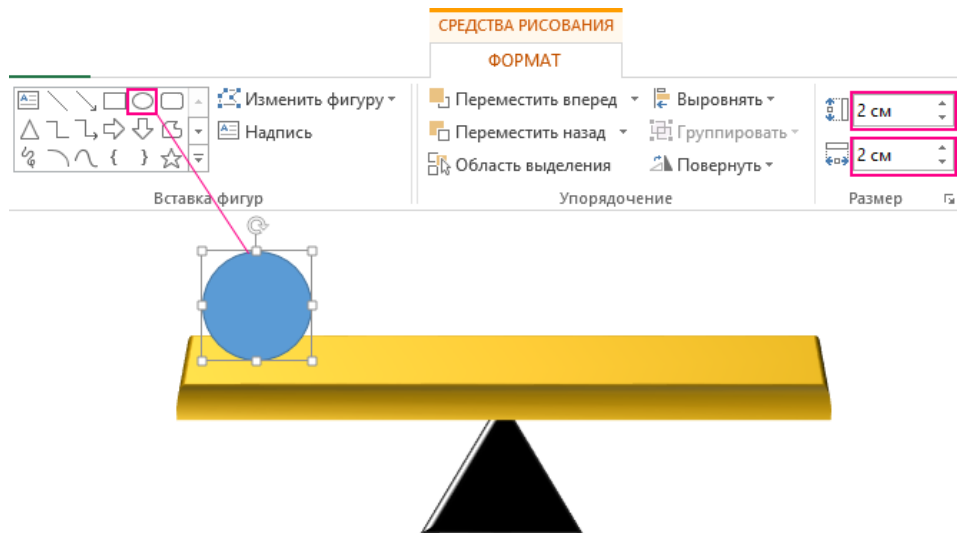 СРЕДСТВА РИСОВАНИЯ
ФОРМАТ
Изменить фигуру
Надпись
Вставка фигур
Переместить вперед
Переместить назад
Область выделения
Выровнять
Группировать
Повернуть
Упорядочение
2 см
2 см
Размер